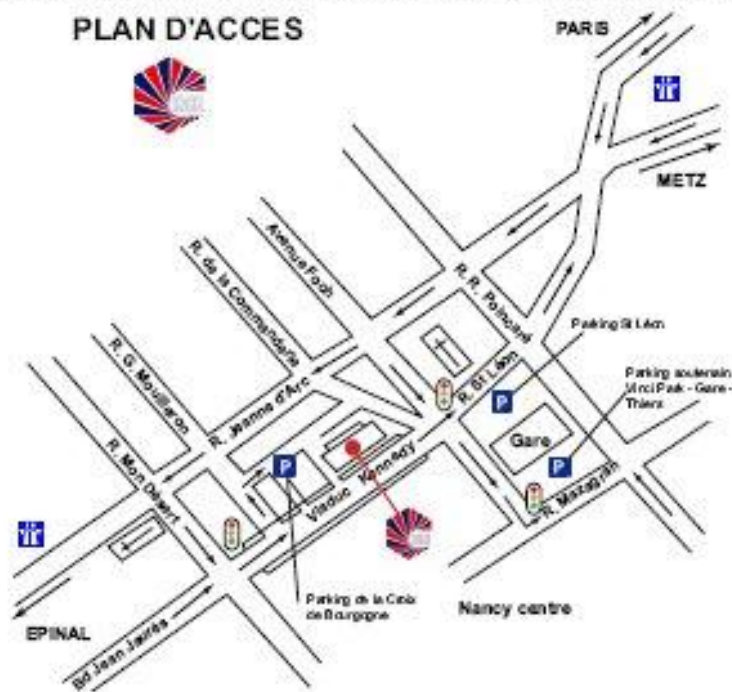 PLAN D'ACCES
PARIS
METZ
Avenue Foch
R. de la Commanderie
R. R. Poincaré
R. G. Mouilleron
Parking St Léon
R. St Léon
R. Jeanne d'Arc
Parking souterrain
Vinci Park - Gare -
Thiers
R. Mon Désert
Gare
P
P
P
Viaduc Kennedy
R. Mazagran
Parking de la Croix
de Bourgogne
Nancy centre
EPINAL
Bd Jean Jaurès